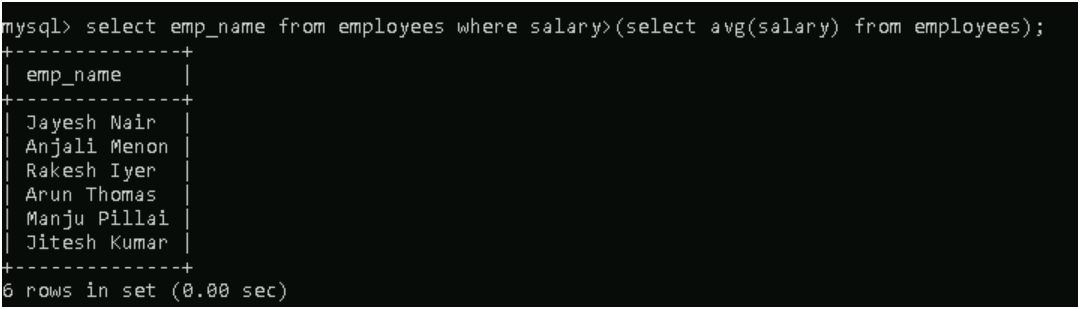 mysql> select emp_name from employees where salary>(select avg(salary) from employees);
+--------------+
| emp_name     |
+--------------+
| Jayesh Nair  |
| Anjali Menon |
| Rakesh Iyer  |
| Arun Thomas  |
| Manju Pillai |
| Jitesh Kumar |
+--------------+
6 rows in set (0.00 sec)